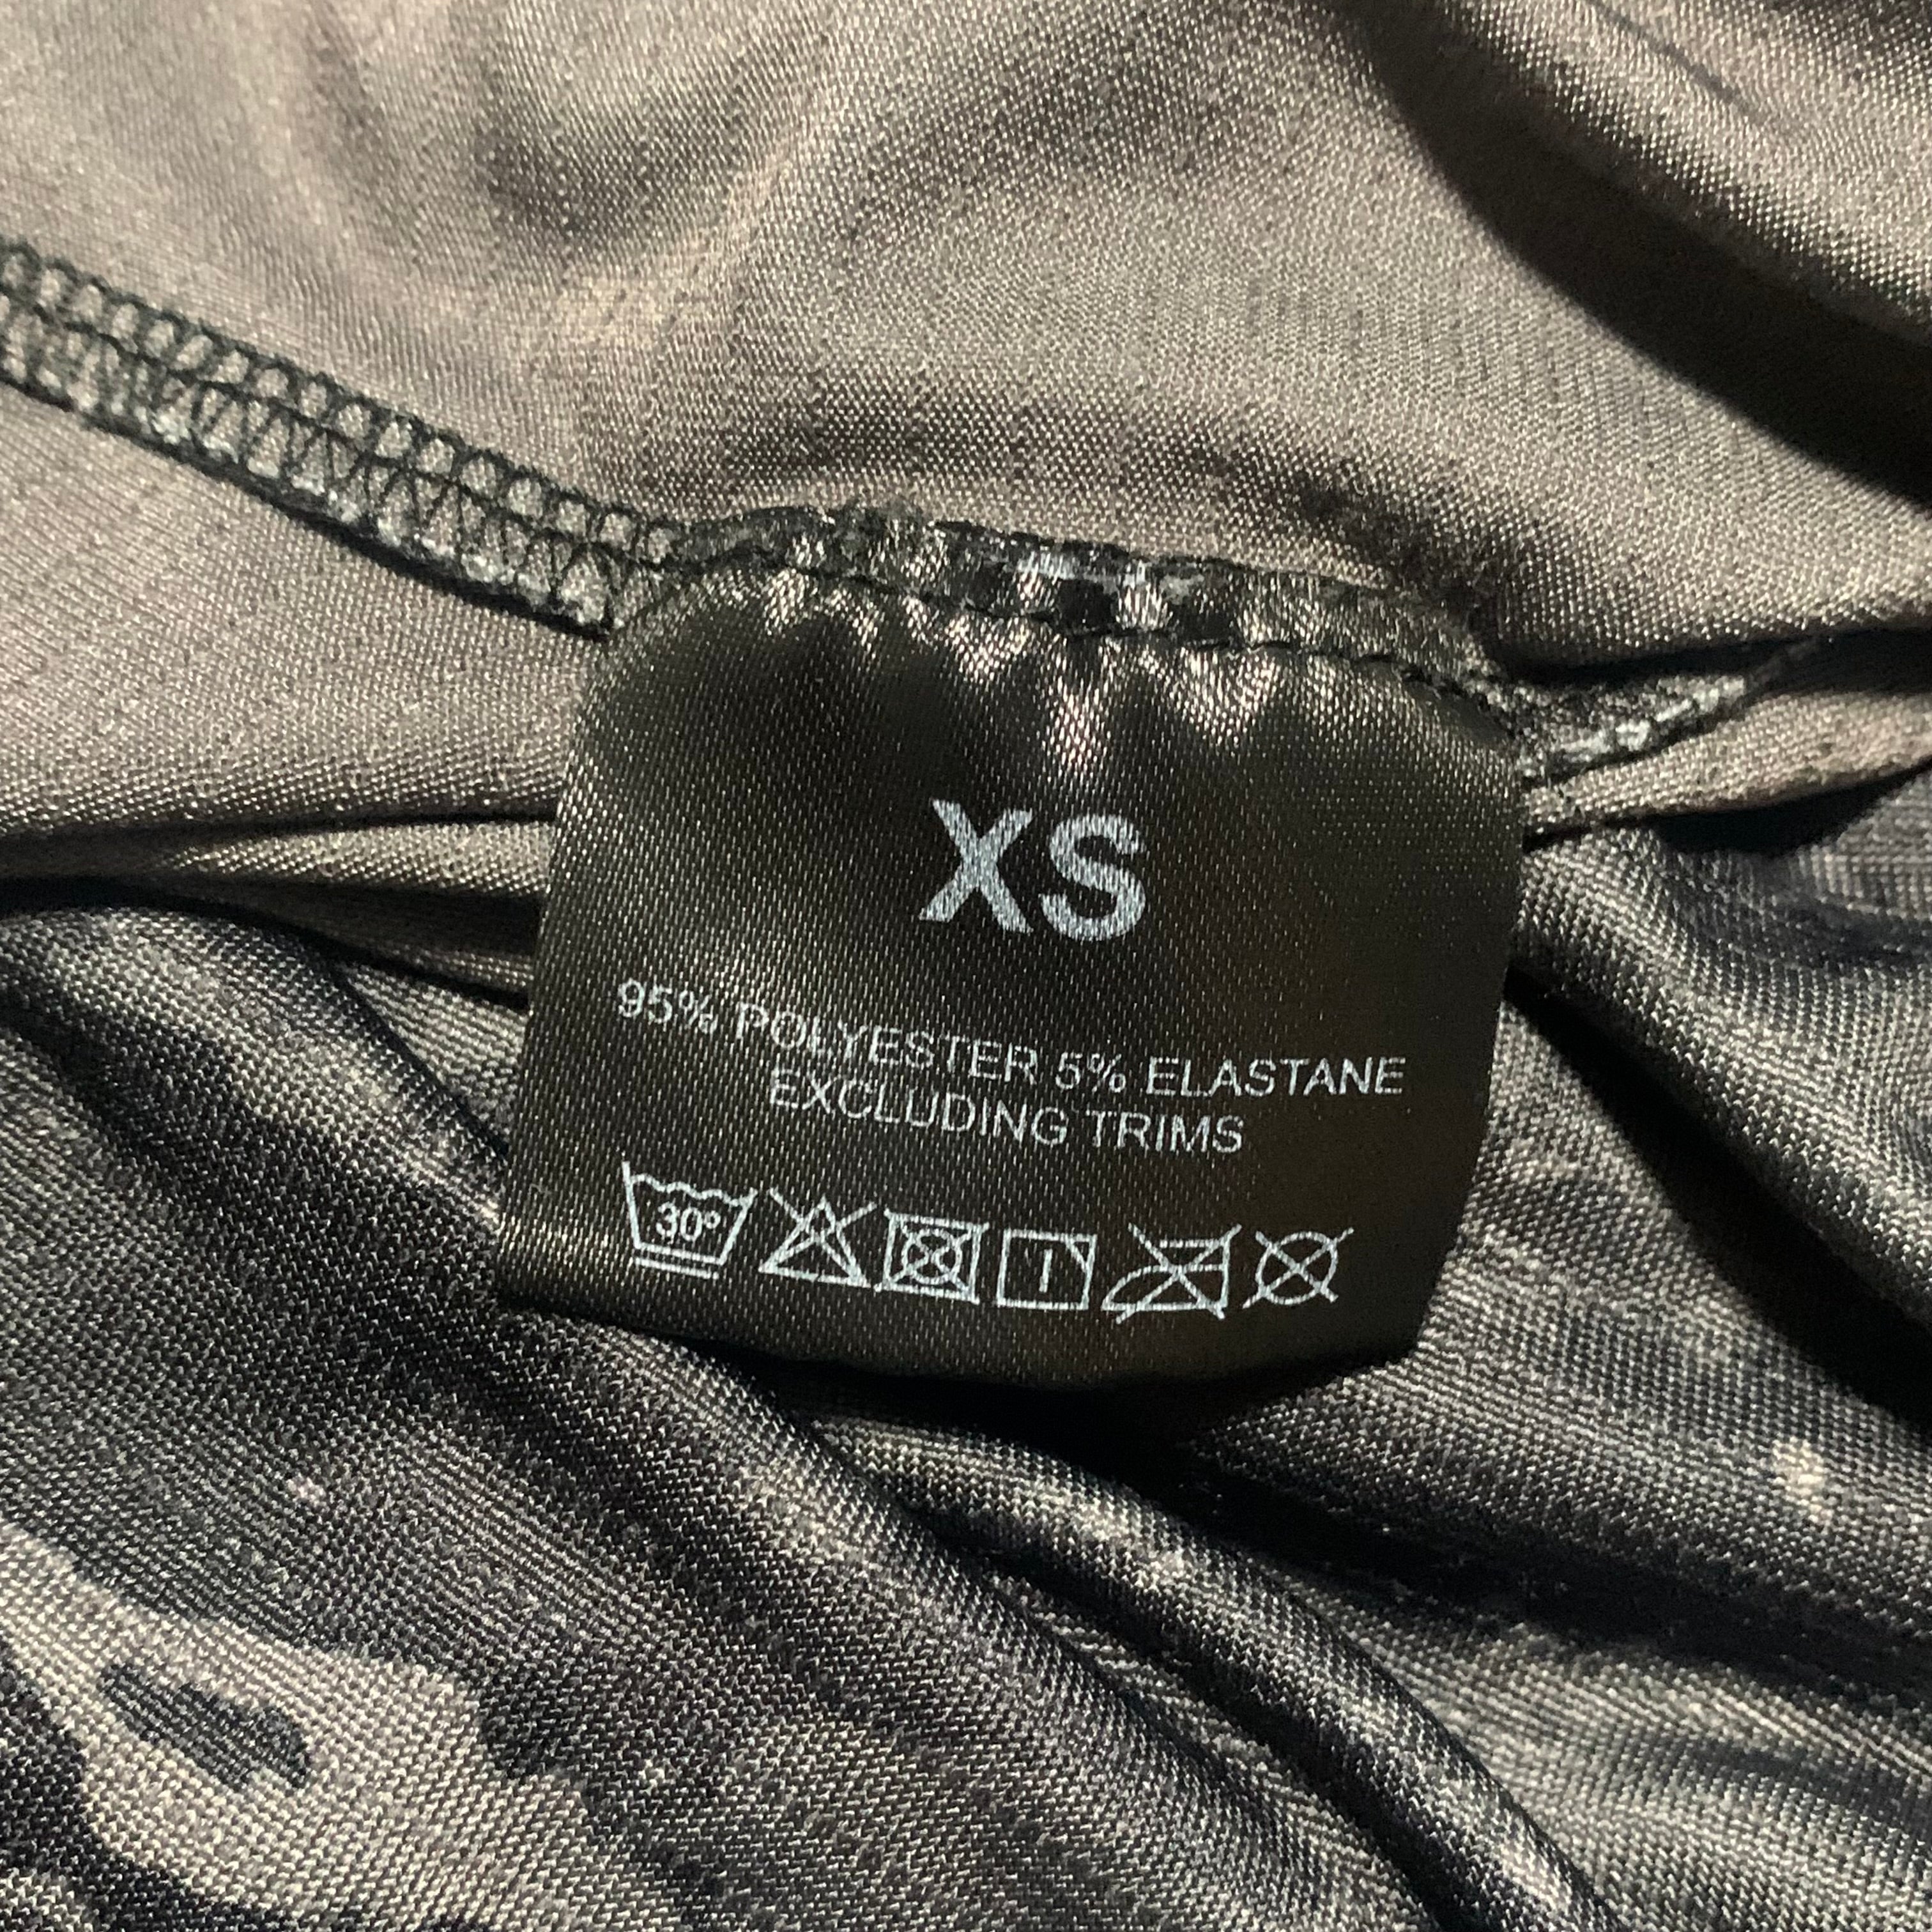 XS
95% POLYESTER 5% ELASTANE
EXCLUDING TRIMS
30°